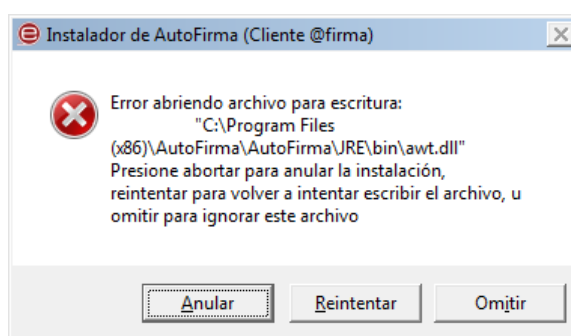 Instalador de AutoFirma (Cliente @firma)
Error abriendo archivo para escritura:
"C:\Program Files
(x86)\AutoFirma\AutoFirma\JRE\bin\awt.dll"
Presione abortar para anular la instalación,
reintentar para volver a intentar escribir el archivo, u
omitir para ignorar este archivo
Anular Reintentar Omitir